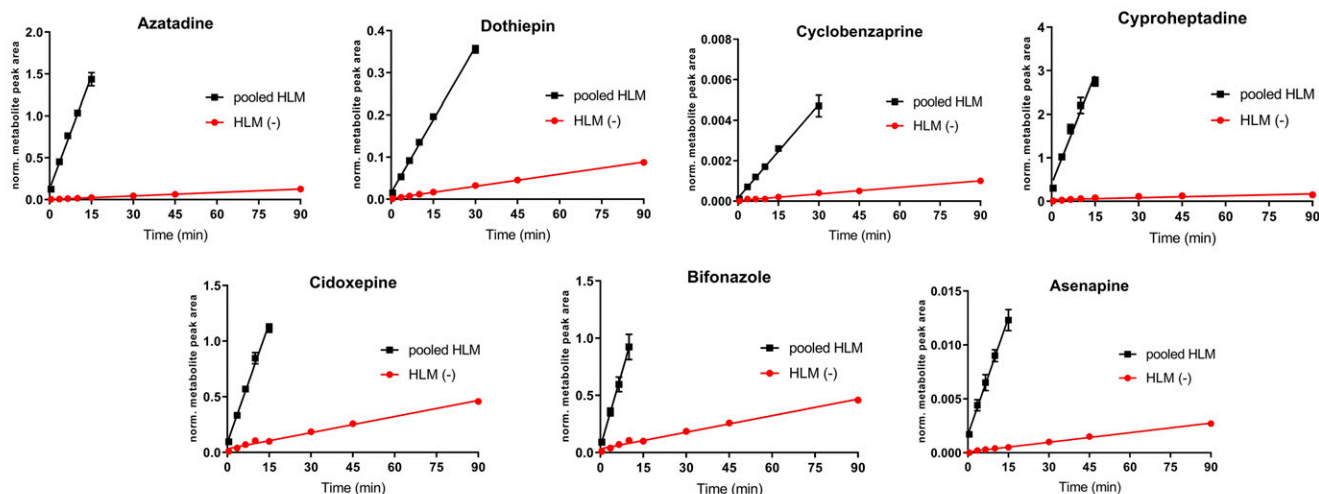 Azatadine
norm. metabolite peak area
2.0
1.5
1.0
0.5
0.0
0 15 30 45 60 75 90
Time (min)
pooled HLM
HLM (-)
Dothiepin
norm. metabolite peak area
0.4
0.3
0.2
0.1
0.0
0 15 30 45 60 75 90
Time (min)
pooled HLM
HLM (-)
Cyclobenzaprine
norm. metabolite peak area
0.008
0.006
0.004
0.002
0.000
0 15 30 45 60 75 90
Time (min)
pooled HLM
HLM (-)
Cyproheptadine
norm. metabolite peak area
4
3
2
1
0
0 15 30 45 60 75 90
Time (min)
pooled HLM
HLM (-)
Cidoxepine
norm. metabolite peak area
1.5
1.0
0.5
0.0
0 15 30 45 60 75 90
Time (min)
pooled HLM
HLM (-)
Bifonazole
norm. metabolite peak area
1.5
1.0
0.5
0.0
0 15 30 45 60 75 90
Time (min)
pooled HLM
HLM (-)
Asenapine
norm. metabolite peak area
0.015
0.010
0.005
0.000
0 15 30 45 60 75 90
Time (min)
pooled HLM
HLM (-)